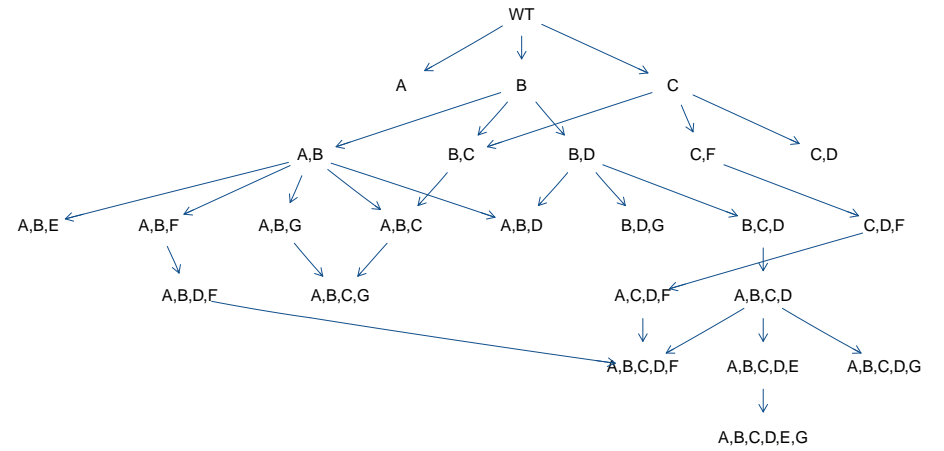 WT
A B C
A,B B,C B,D C,F C,D
A,B,E A,B,F A,B,G A,B,C A,B,D B,D,G B,C,D C,D,F
A,B,D,F A,B,C,G A,C,D,F A,B,C,D
A,B,C,D,F A,B,C,D,E A,B,C,D,G
A,B,C,D,E,G